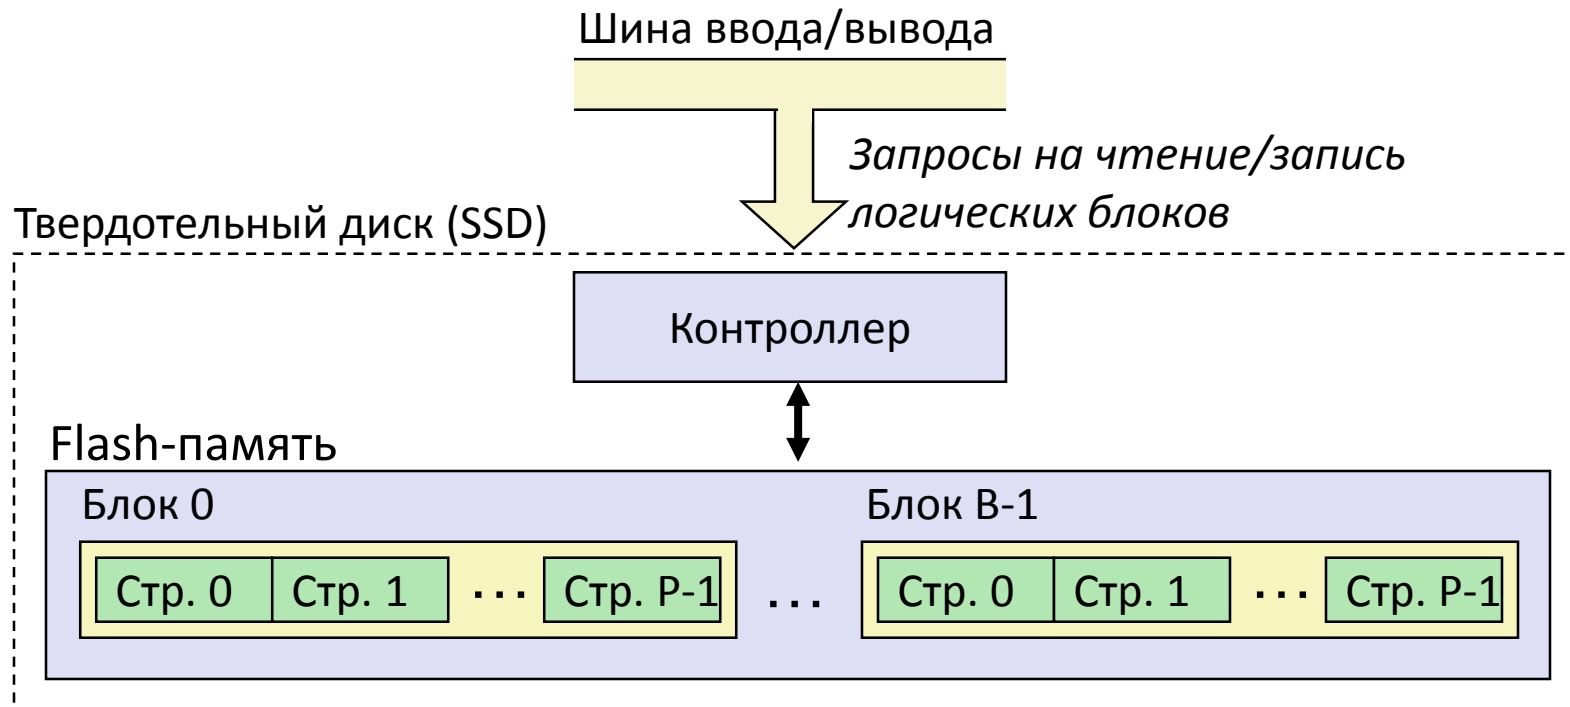 Шина ввода/вывода
Запросы на чтение/запись
логических блоков
Твердотельный диск (SSD)
Контроллер
Flash-память
Блок 0
Блок B-1
Стр. 0 Стр. 1 ... Стр. P-1 ... Стр. 0 Стр. 1 ... Стр. P-1